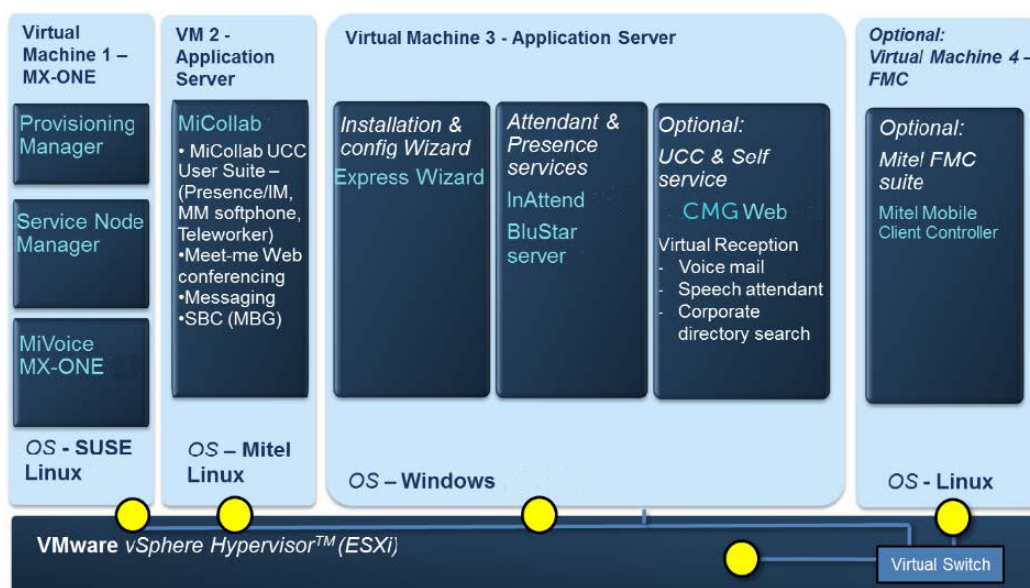 Virtual
Machine 1 –
MX-ONE
Provisioning
Manager
Service Node
Manager
MiVoice
MX-ONE
OS - SUSE
Linux
VM 2 -
Application
Server
MiCollab
• MiCollab UCC
User Suite –
(Presence/IM,
MM softphone,
Teleworker)
•Meet-me Web
conferencing
•Messaging
•SBC (MBG)
OS – Mitel
Linux
Virtual Machine 3 - Application Server
Installation &
config Wizard
Express Wizard
Attendant &
Presence
services
InAttend
BluStar
server
Optional:
UCC & Self
service
CMG Web
Virtual Reception
- Voice mail
- Speech attendant
- Corporate
directory search
OS – Windows
Optional:
Virtual Machine 4 –
FMC
Optional:
Mitel FMC
suite
Mitel Mobile
Client Controller
OS - Linux
VMware vSphere Hypervisor™ (ESXi)
Virtual Switch